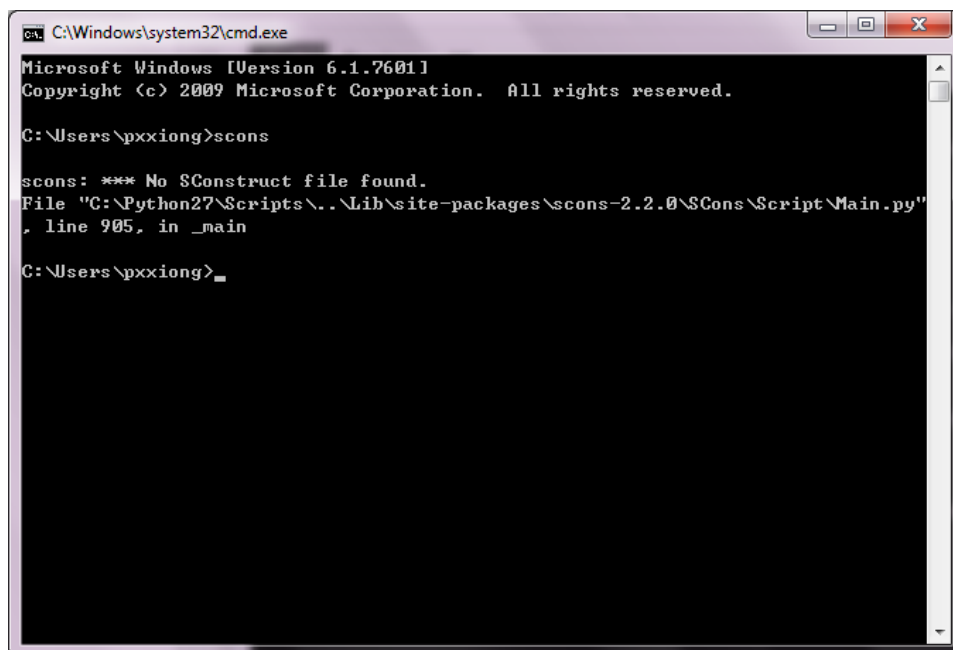 C:\Windows\system32\cmd.exe
Microsoft Windows [Version 6.1.7601]
Copyright (c) 2009 Microsoft Corporation.  All rights reserved.
C:\Users\pxxiong>scons
scons: *** No SConstruct file found.
File "C:\Python27\Scripts\..\Lib\site-packages\scons-2.2.0\SCons\Script\Main.py"
, line 905, in _main
C:\Users\pxxiong>_